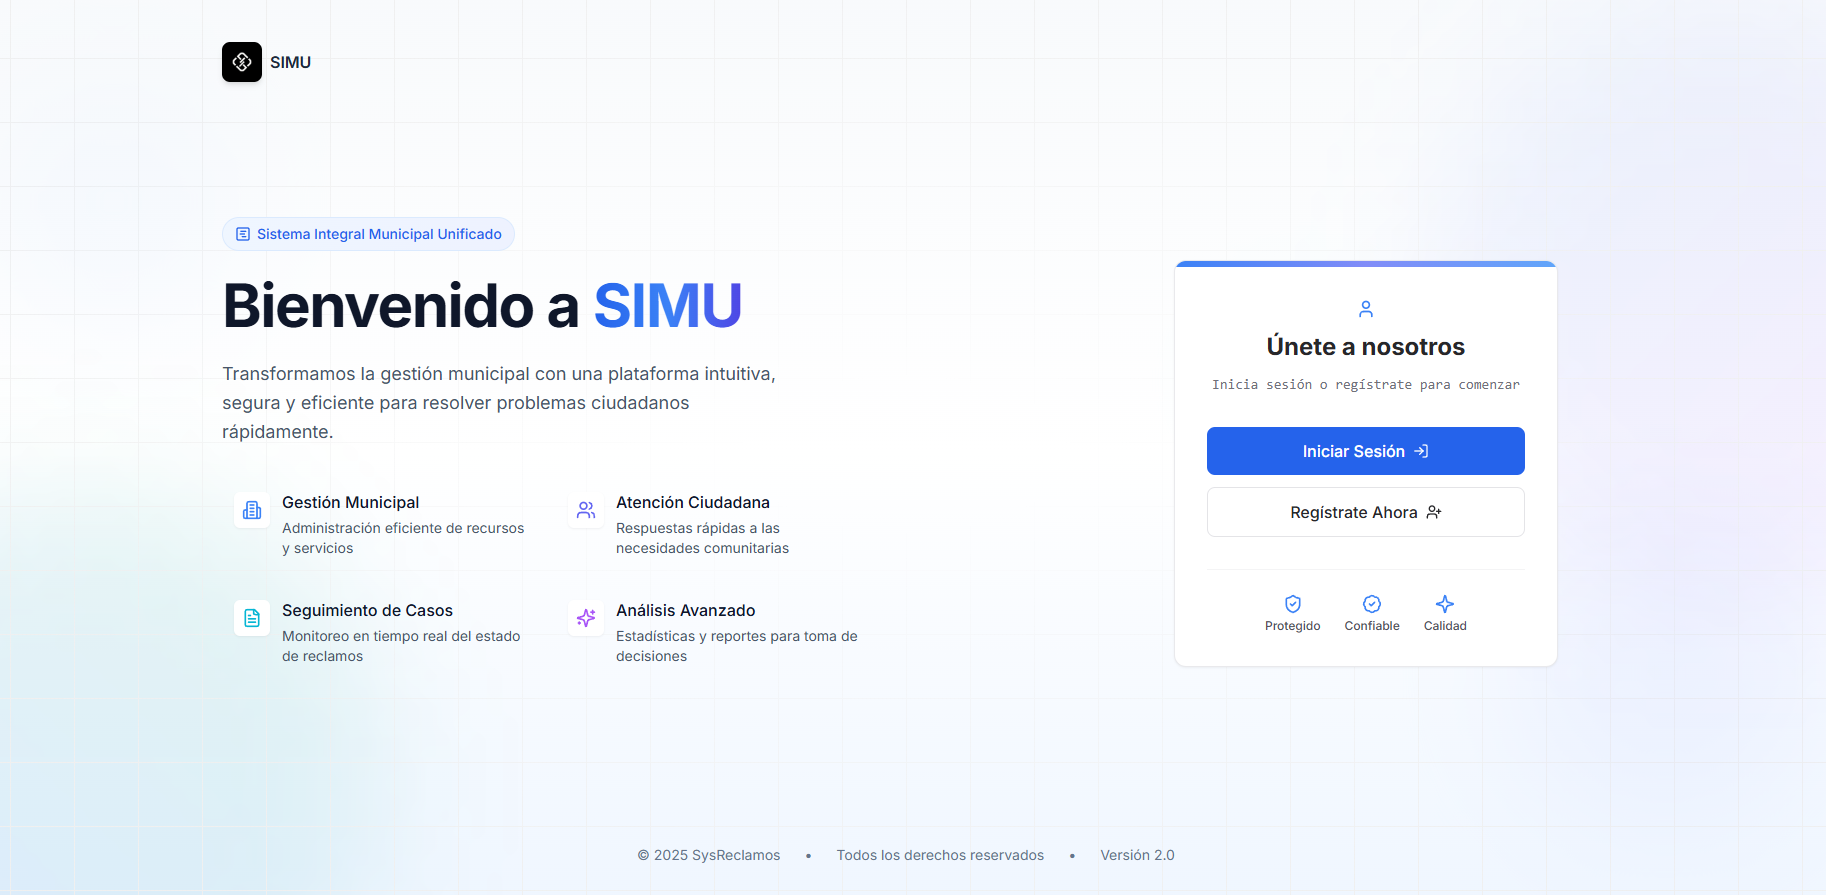 SIMU
Sistema Integral Municipal Unificado
Bienvenido a SIMU
Transformamos la gestión municipal con una plataforma intuitiva,
segura y eficiente para resolver problemas ciudadanos
rápidamente.
Gestión Municipal
Administración eficiente de recursos
y servicios
Atención Ciudadana
Respuestas rápidas a las
necesidades comunitarias
Seguimiento de Casos
Monitoreo en tiempo real del estado
de reclamos
Análisis Avanzado
Estadísticas y reportes para toma de
decisiones
Únete a nosotros
Inicia sesión o regístrate para comenzar
Iniciar Sesión
Regístrate Ahora
Protegido Confiable Calidad
© 2025 SysReclamos • Todos los derechos reservados • Versión 2.0